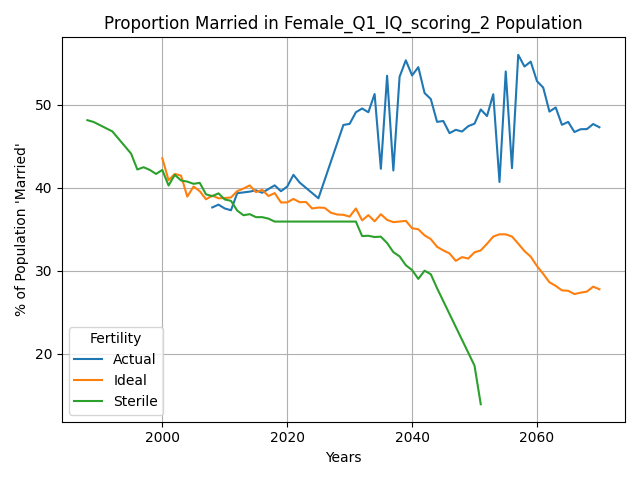 Proportion Married in Female_Q1_IQ_scoring_2 Population
% of Population 'Married'
50
40
30
20
Fertility
Actual
Ideal
Sterile
2000
2020
2040
2060
Years